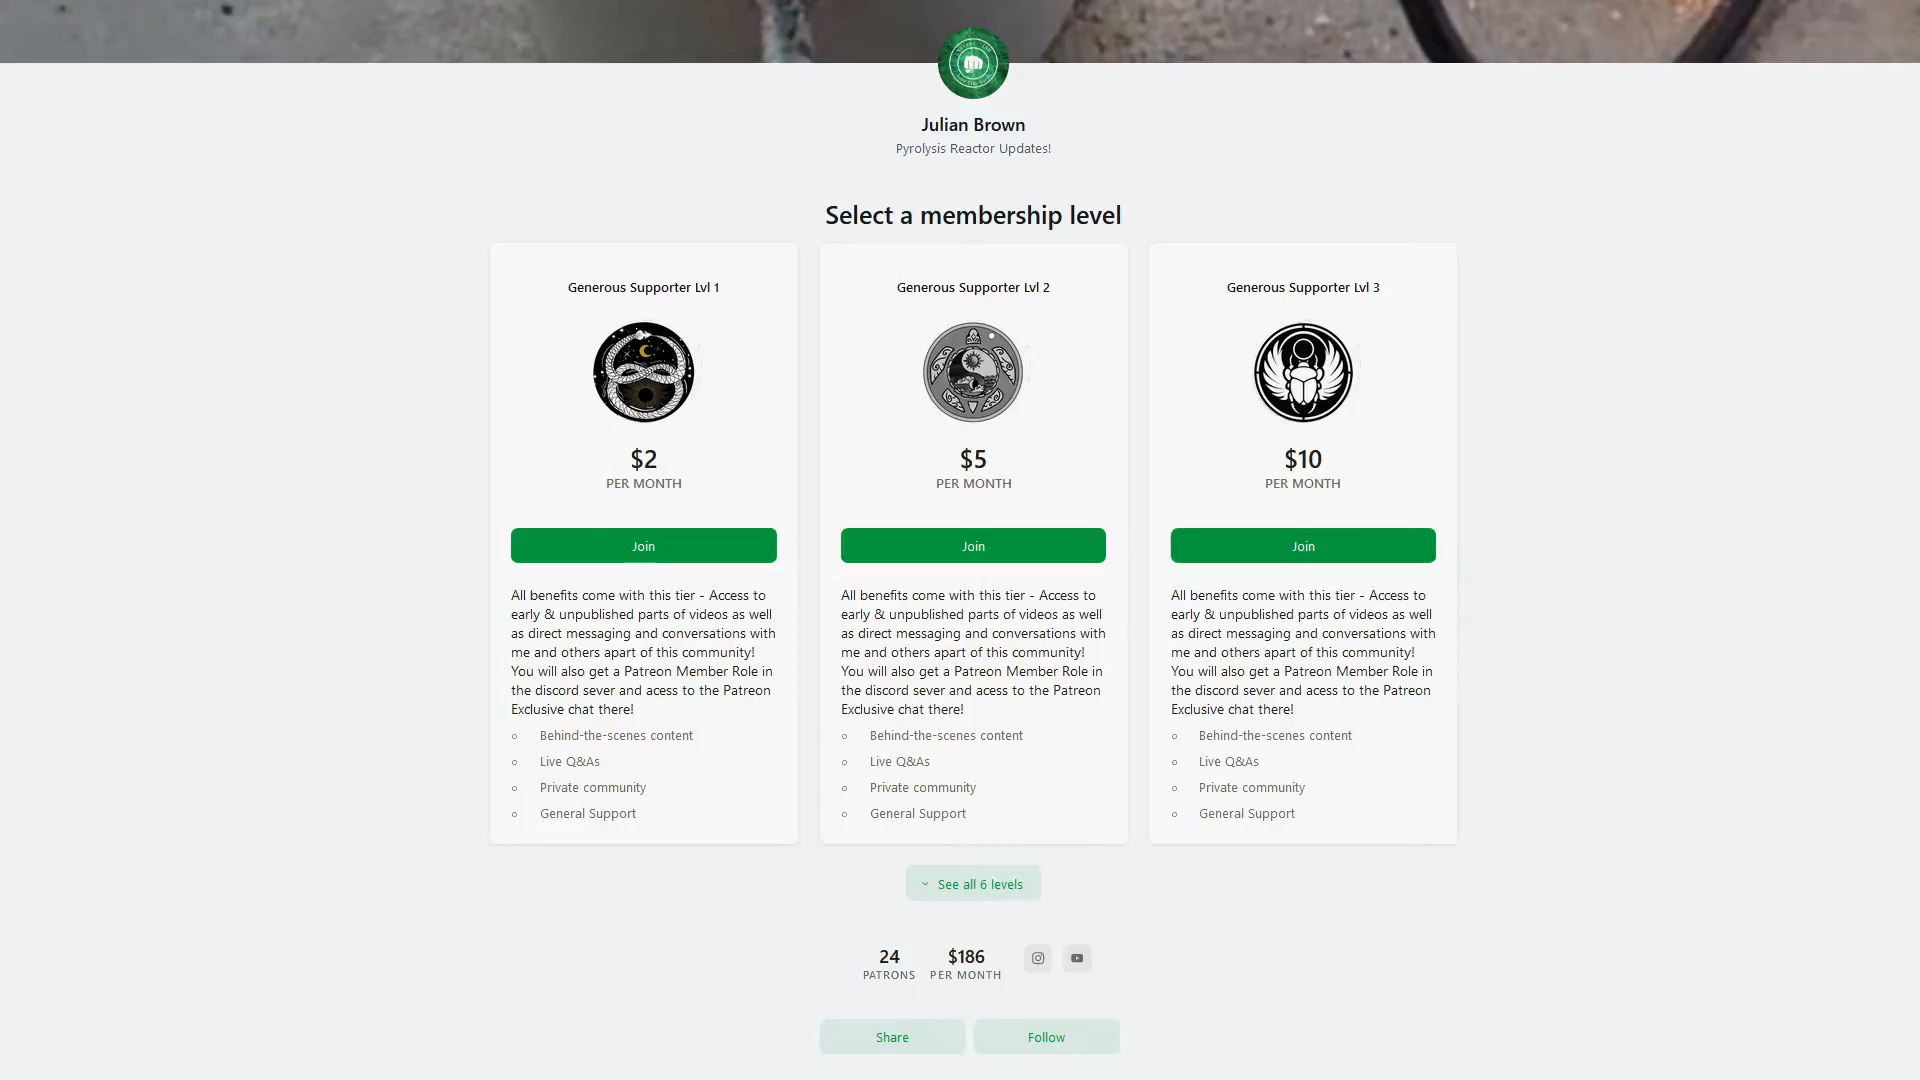 Julian Brown
Pyrolysis Reactor Updates!
Select a membership level
Generous Supporter Lvl 1
$2
PER MONTH
Join
All benefits come with this tier - Access to
early & unpublished parts of videos as well
as direct messaging and conversations with
me and others apart of this community!
You will also get a Patreon Member Role in
the discord sever and acess to the Patreon
Exclusive chat there!
Behind-the-scenes content
Live Q&As
Private community
General Support
Generous Supporter Lvl 2
$5
PER MONTH
Join
All benefits come with this tier - Access to
early & unpublished parts of videos as well
as direct messaging and conversations with
me and others apart of this community!
You will also get a Patreon Member Role in
the discord sever and acess to the Patreon
Exclusive chat there!
Behind-the-scenes content
Live Q&As
Private community
General Support
Generous Supporter Lvl 3
$10
PER MONTH
Join
All benefits come with this tier - Access to
early & unpublished parts of videos as well
as direct messaging and conversations with
me and others apart of this community!
You will also get a Patreon Member Role in
the discord sever and acess to the Patreon
Exclusive chat there!
Behind-the-scenes content
Live Q&As
Private community
General Support
See all 6 levels
24
PATRONS
$186
PER MONTH
Share
Follow